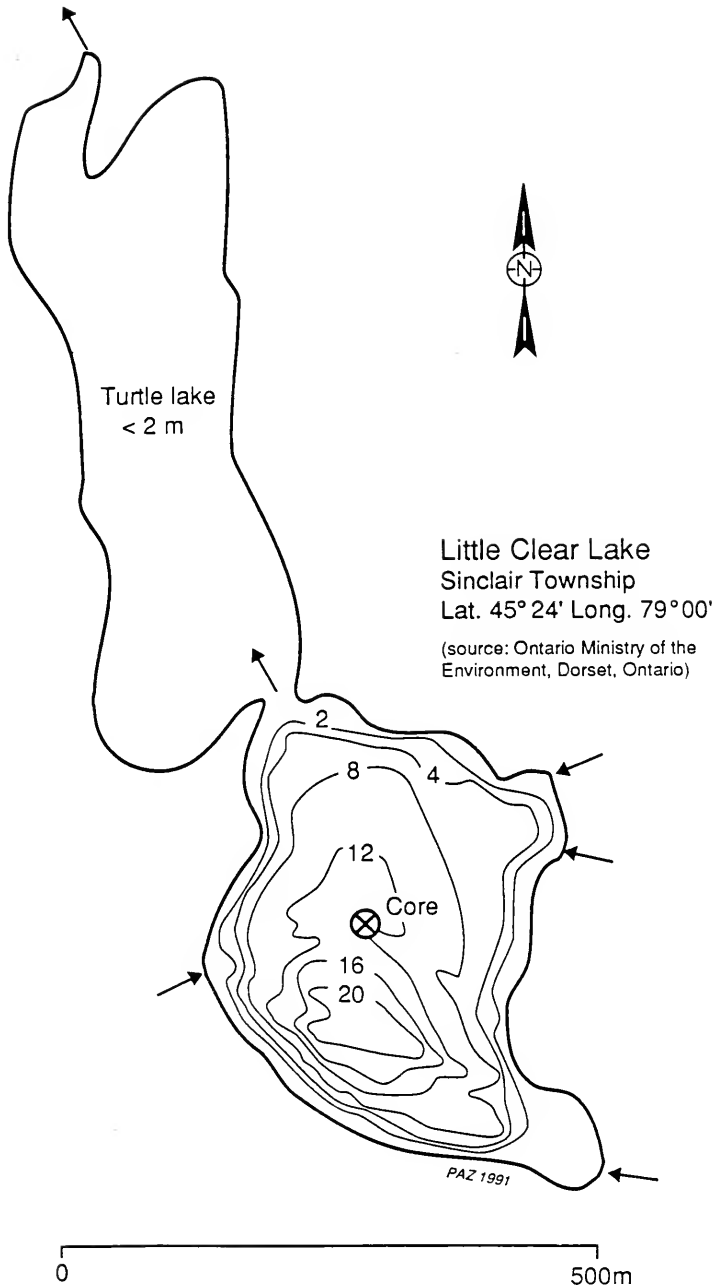 N
Turtle lake
< 2 m
Little Clear Lake
Sinclair Township
Lat. 45° 24' Long. 79°00'
(source: Ontario Ministry of the
Environment, Dorset, Ontario)
2
8
4
12
Core
16
20
PAZ 1991
0
500m